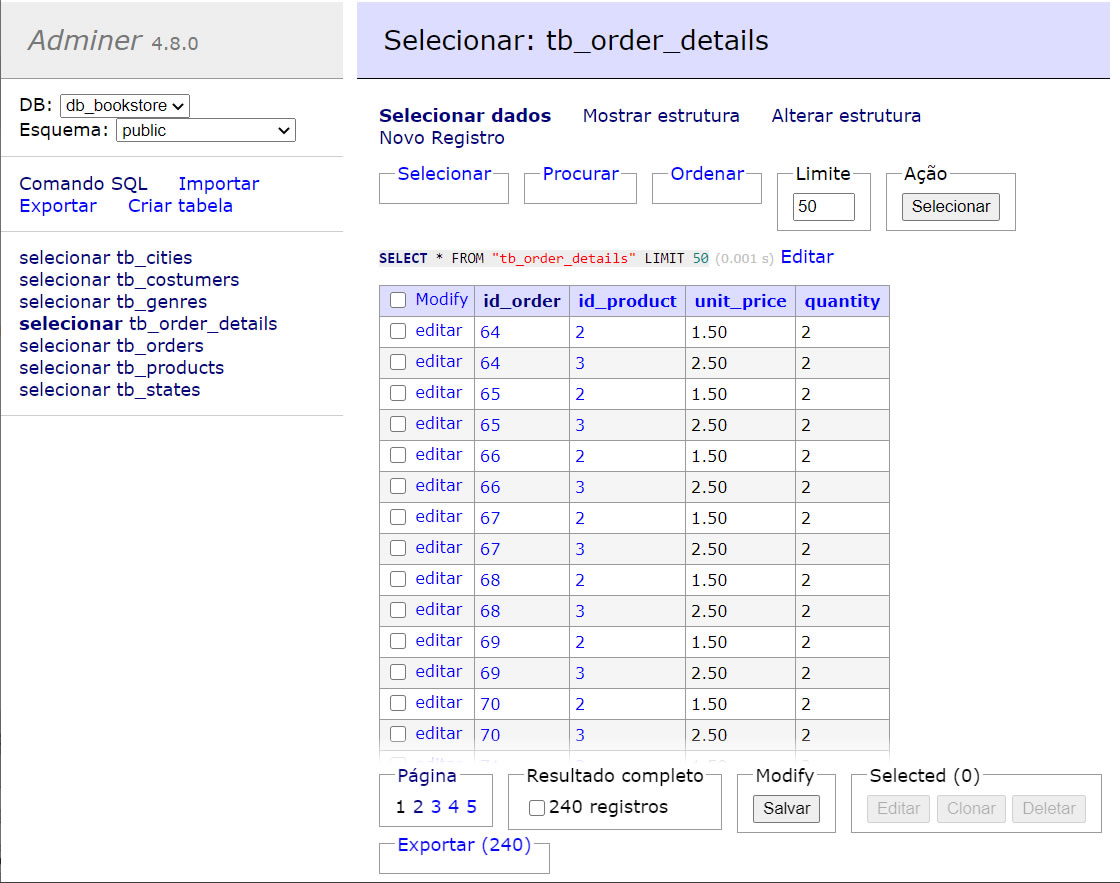 Adminer 4.8.0
DB: db_bookstore
Esquema: public
Comando SQL Importar
Exportar Criar tabela
selecionar tb_cities
selecionar tb_costumers
selecionar tb_genres
selecionar tb_order_details
selecionar tb_orders
selecionar tb_products
selecionar tb_states
Selecionar: tb_order_details
Selecionar dados Mostrar estrutura Alterar estrutura
Novo Registro
Selecionar Procurar Ordenar Limite Ação
50 Selecionar
SELECT * FROM "tb_order_details" LIMIT 50 (0.001 s) Editar
Modify id_order id_product unit_price quantity
editar 64 2 1.50 2
editar 64 3 2.50 2
editar 65 2 1.50 2
editar 65 3 2.50 2
editar 66 2 1.50 2
editar 66 3 2.50 2
editar 67 2 1.50 2
editar 67 3 2.50 2
editar 68 2 1.50 2
editar 68 3 2.50 2
editar 69 2 1.50 2
editar 69 3 2.50 2
editar 70 2 1.50 2
editar 70 3 2.50 2
Página Resultado completo Modify Selected (0)
1 2 3 4 5 240 registros Salvar Editar Clonar Deletar
Exportar (240)